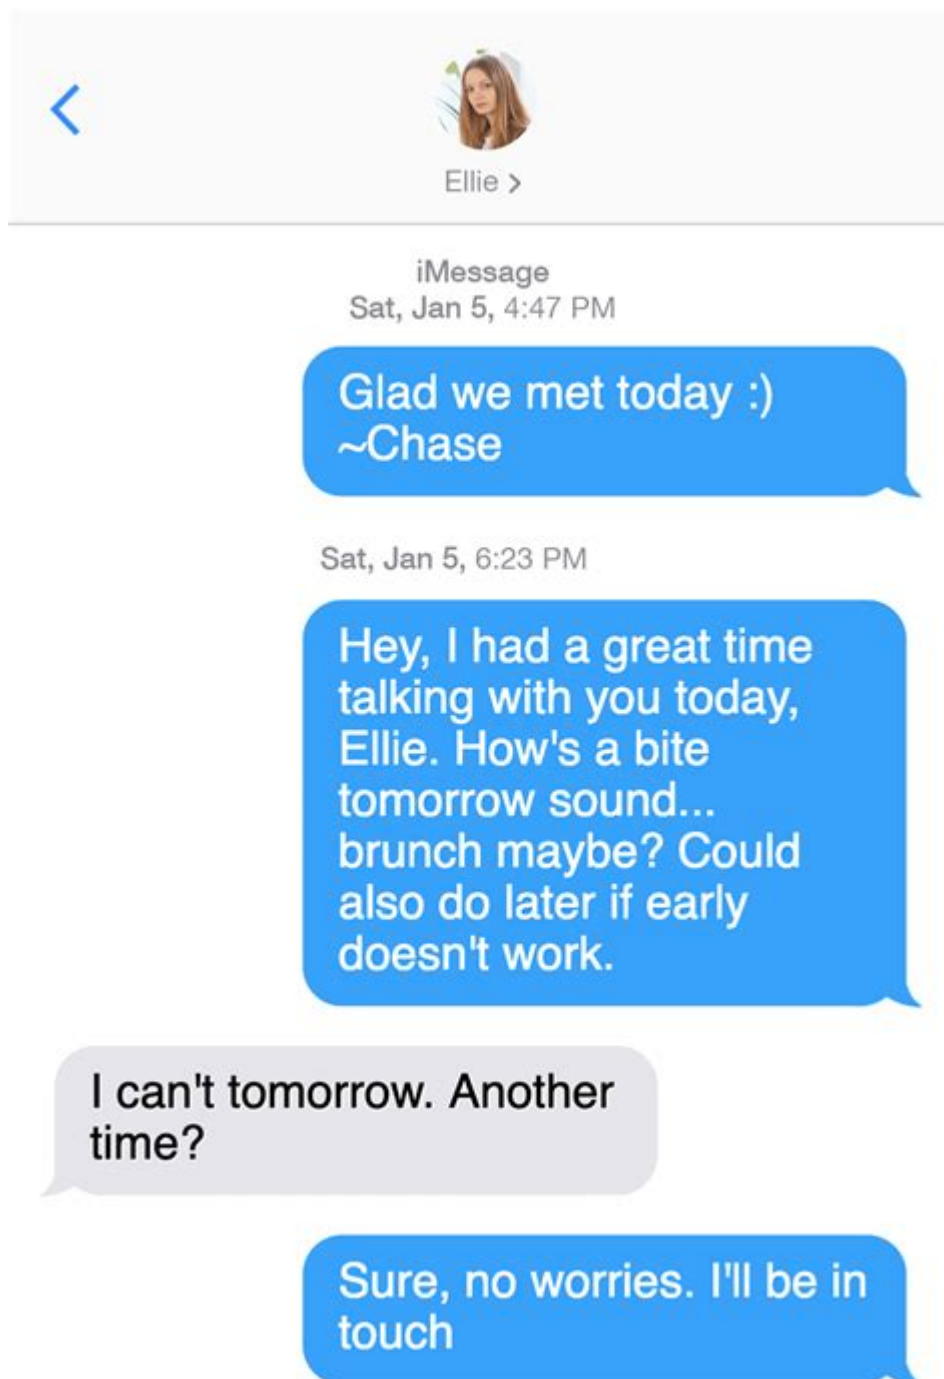 Ellie >
iMessage
Sat, Jan 5, 4:47 PM
Glad we met today :)
~Chase
Sat, Jan 5, 6:23 PM
Hey, I had a great time
talking with you today,
Ellie. How's a bite
tomorrow sound...
brunch maybe? Could
also do later if early
doesn't work.
I can't tomorrow. Another
time?
Sure, no worries. I'll be in
touch